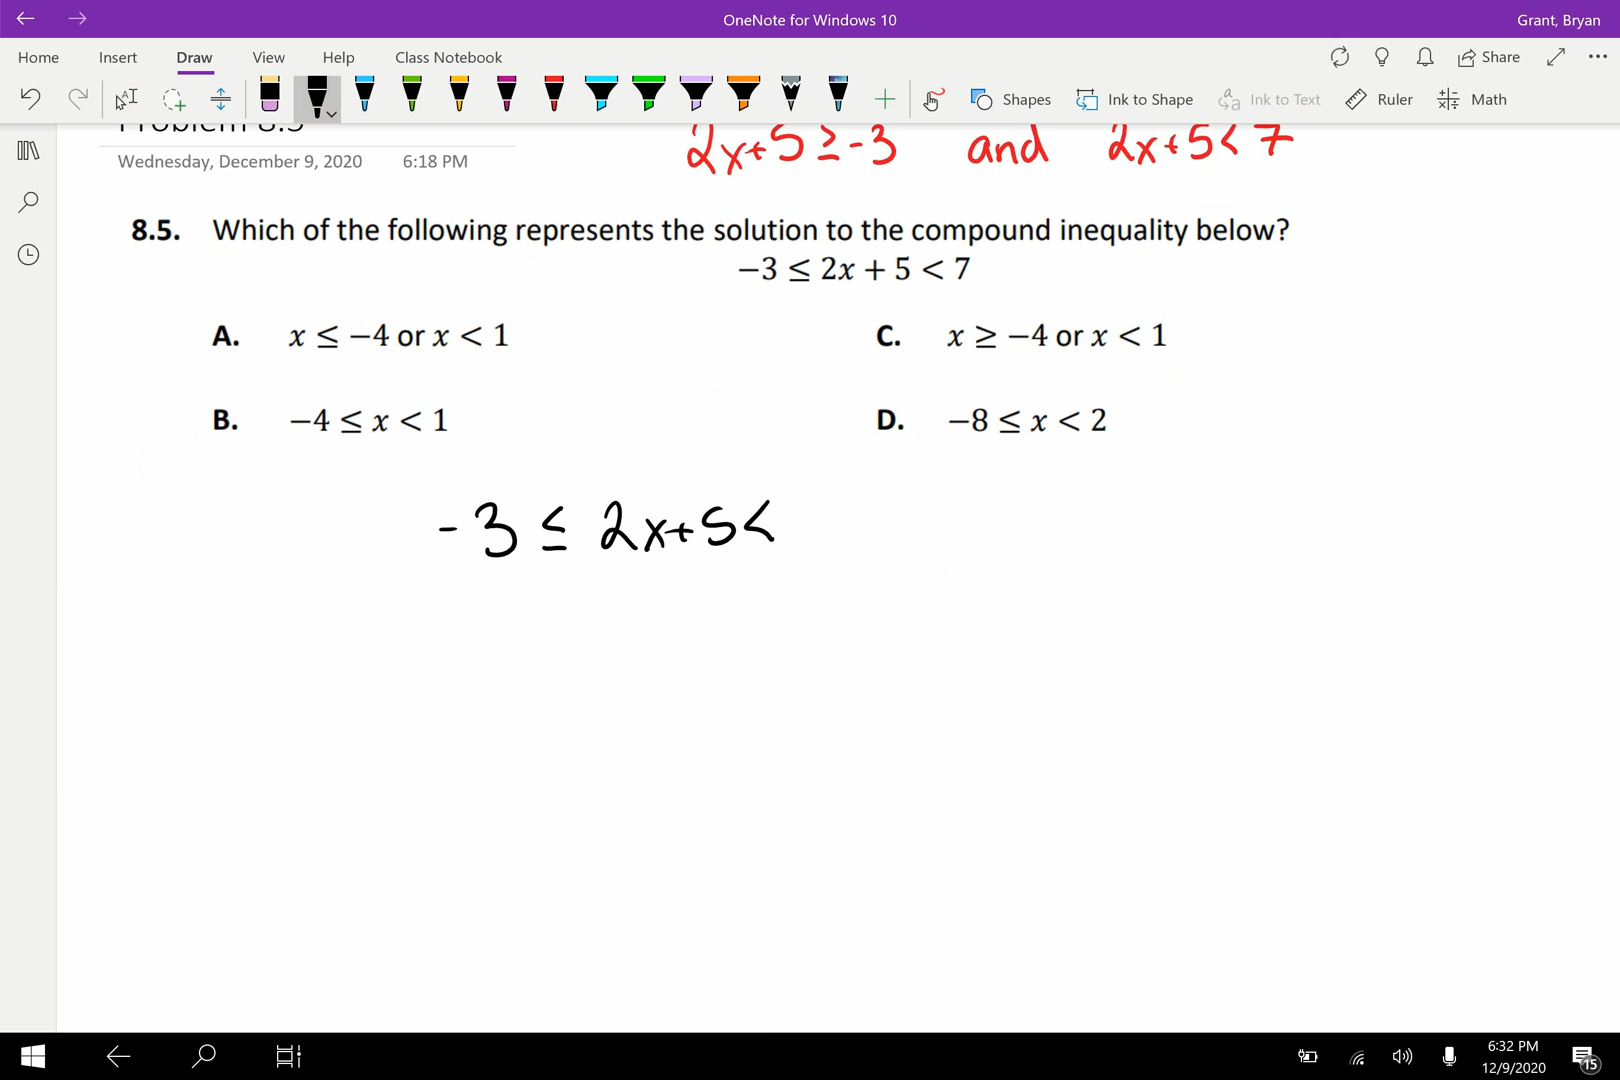 OneNote for Windows 10
Grant, Bryan
Home Insert Draw View Help Class Notebook
Share
Shapes Ink to Shape Ink to Text Ruler Math
Problem 8.5
Wednesday, December 9, 2020 6:18 PM
2x+5≥-3 and 2x+5<7
8.5. Which of the following represents the solution to the compound inequality below?
−3 ≤ 2x + 5 < 7
A. x ≤ −4 or x < 1
C. x ≥ −4 or x < 1
B. −4 ≤ x < 1
D. −8 ≤ x < 2
-3 ≤ 2x+5<
6:32 PM
12/9/2020
15